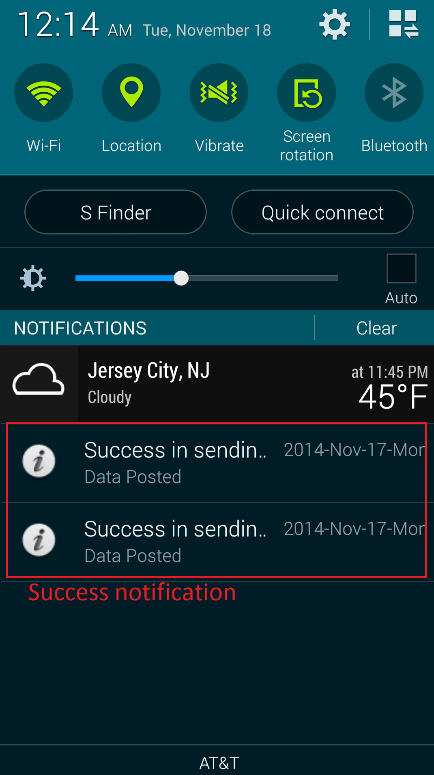 12:14 AM Tue, November 18
Wi-Fi Location Vibrate Screen rotation Bluetooth
S Finder Quick connect
Auto
NOTIFICATIONS Clear
Jersey City, NJ at 11:45 PM
Cloudy 45°F
Success in sendin.. 2014-Nov-17-Mon
Data Posted
Success in sendin.. 2014-Nov-17-Mon
Data Posted
Success notification
AT&T